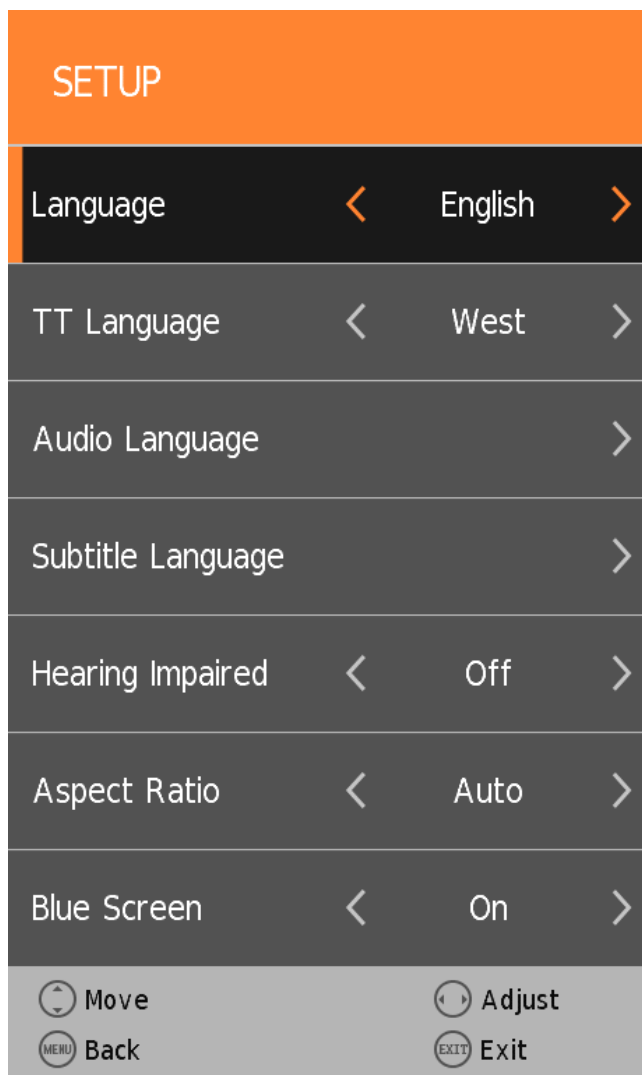 SETUP
Language English
TT Language West
Audio Language
Subtitle Language
Hearing Impaired Off
Aspect Ratio Auto
Blue Screen On
Move Adjust
MENU Back EXIT Exit